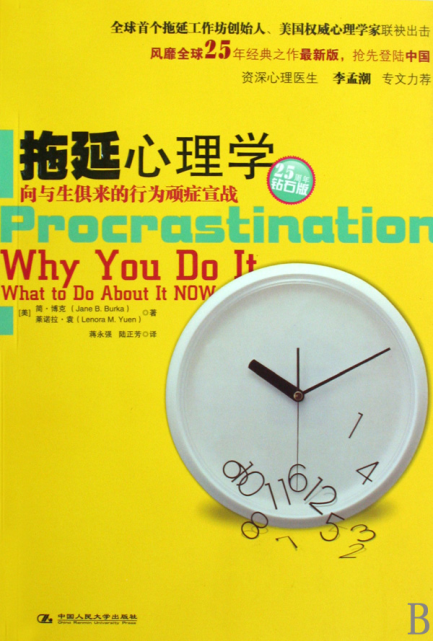 全球首个拖延工作坊创始人、美国权威心理学家联袂出击
风靡全球25年经典之作最新版，抢先登陆中国
资深心理医生 李孟潮 专文力荐
拖延心理学
25周年
钻石版
向与生俱来的行为顽症宣战
Procrastination
Why You Do It
What to Do About It NOW
[美] 简·博克（Jane B. Burka） 著
莱诺拉·袁（Lenora M. Yuen）
蒋永强 陆正芳/译
1
4
9 10 11 6 12
8 7 5 3
2
中国人民大学出版社
China Renmin University Press
B